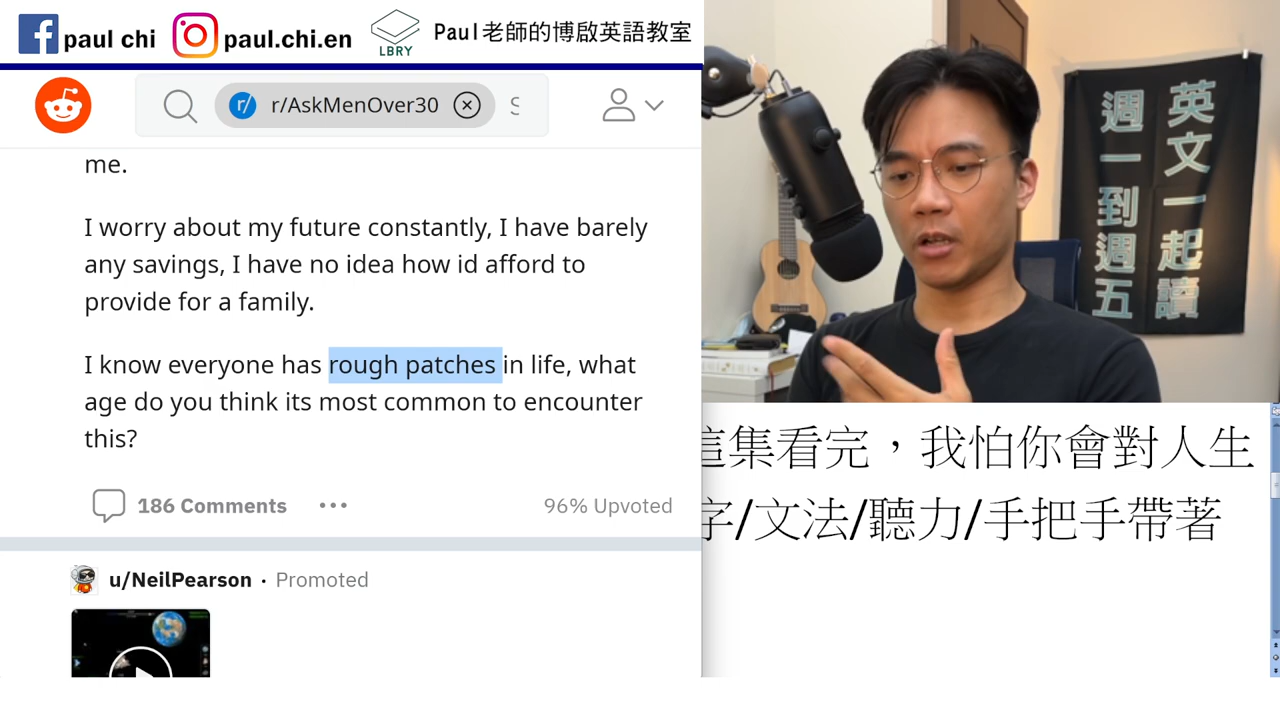 paul chi
paul.chi.en
LBRY
Paul老師的博啟英語教室
r/
r/AskMenOver30
S
me.
I worry about my future constantly, I have barely
any savings, I have no idea how id afford to
provide for a family.
I know everyone has rough patches in life, what
age do you think its most common to encounter
this?
186 Comments
96% Upvoted
u/NeilPearson · Promoted
英文一起讀
週一到週五
這集看完，我怕你會對人生
字/文法/聽力/手把手帶著